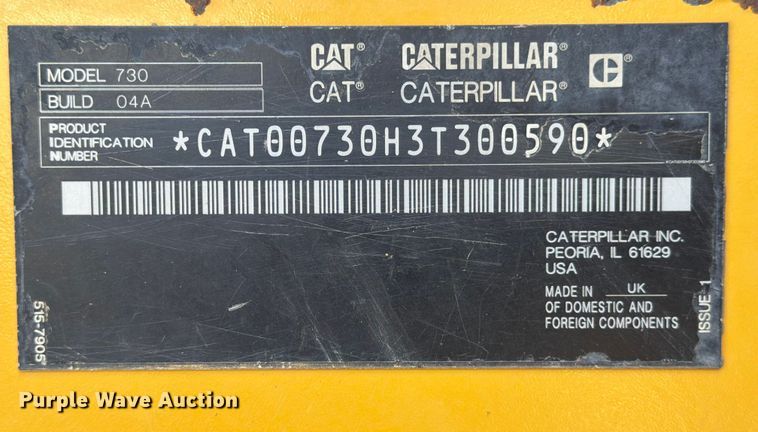 CAT® CATERPILLAR®
CAT® CATERPILLAR®
C
MODEL 730
BUILD 04A
PRODUCT
IDENTIFICATION
NUMBER
*CAT00730H3T300590*
*CAT00730H3T300590*
CATERPILLAR INC.
PEORIA, IL 61629
USA
MADE IN UK
OF DOMESTIC AND
FOREIGN COMPONENTS
ISSUE 1
515-7905
Purple Wave Auction